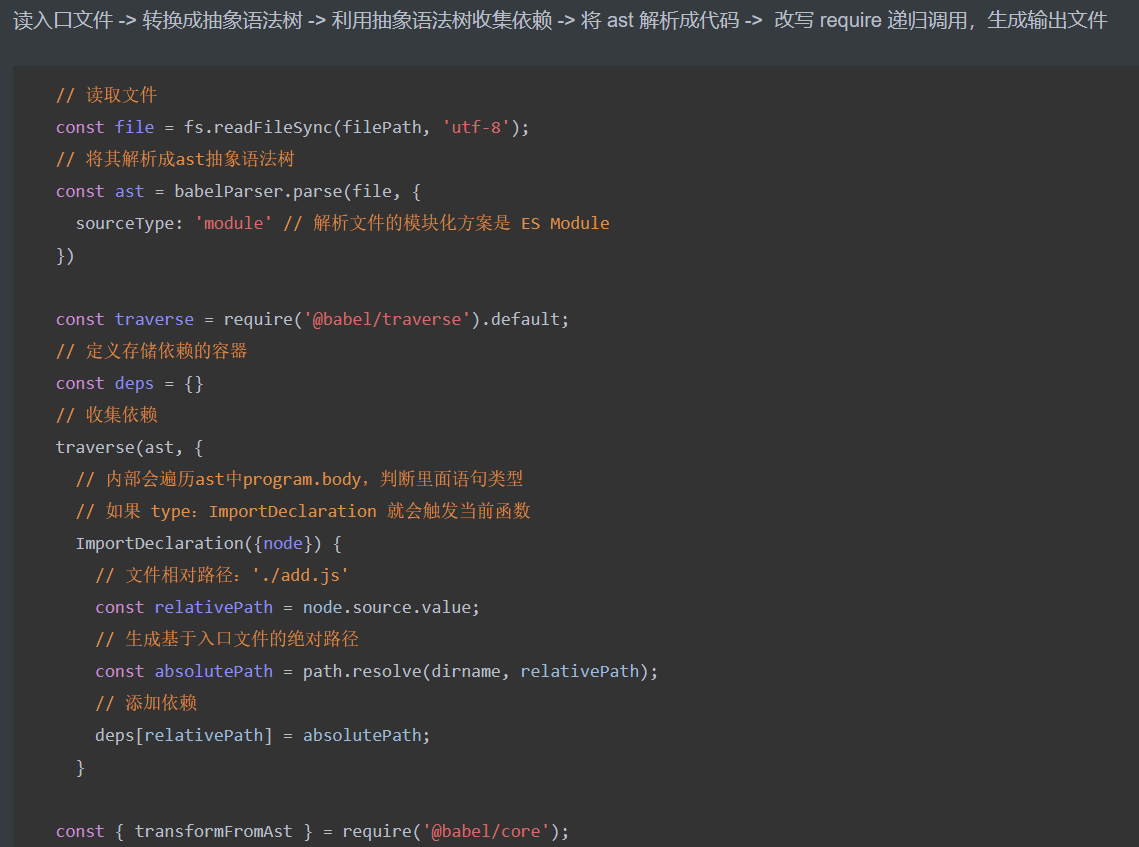 读入口文件 -> 转换成抽象语法树 -> 利用抽象语法树收集依赖 -> 将 ast 解析成代码 -> 改写 require 递归调用，生成输出文件
// 读取文件
const file = fs.readFileSync(filePath, 'utf-8');
// 将其解析成ast抽象语法树
const ast = babelParser.parse(file, {
  sourceType: 'module' // 解析文件的模块化方案是 ES Module
})
const traverse = require('@babel/traverse').default;
// 定义存储依赖的容器
const deps = {}
// 收集依赖
traverse(ast, {
  // 内部会遍历ast中program.body，判断里面语句类型
  // 如果 type：ImportDeclaration 就会触发当前函数
  ImportDeclaration({node}) {
    // 文件相对路径：'./add.js'
    const relativePath = node.source.value;
    // 生成基于入口文件的绝对路径
    const absolutePath = path.resolve(dirname, relativePath);
    // 添加依赖
    deps[relativePath] = absolutePath;
  }
const { transformFromAst } = require('@babel/core');